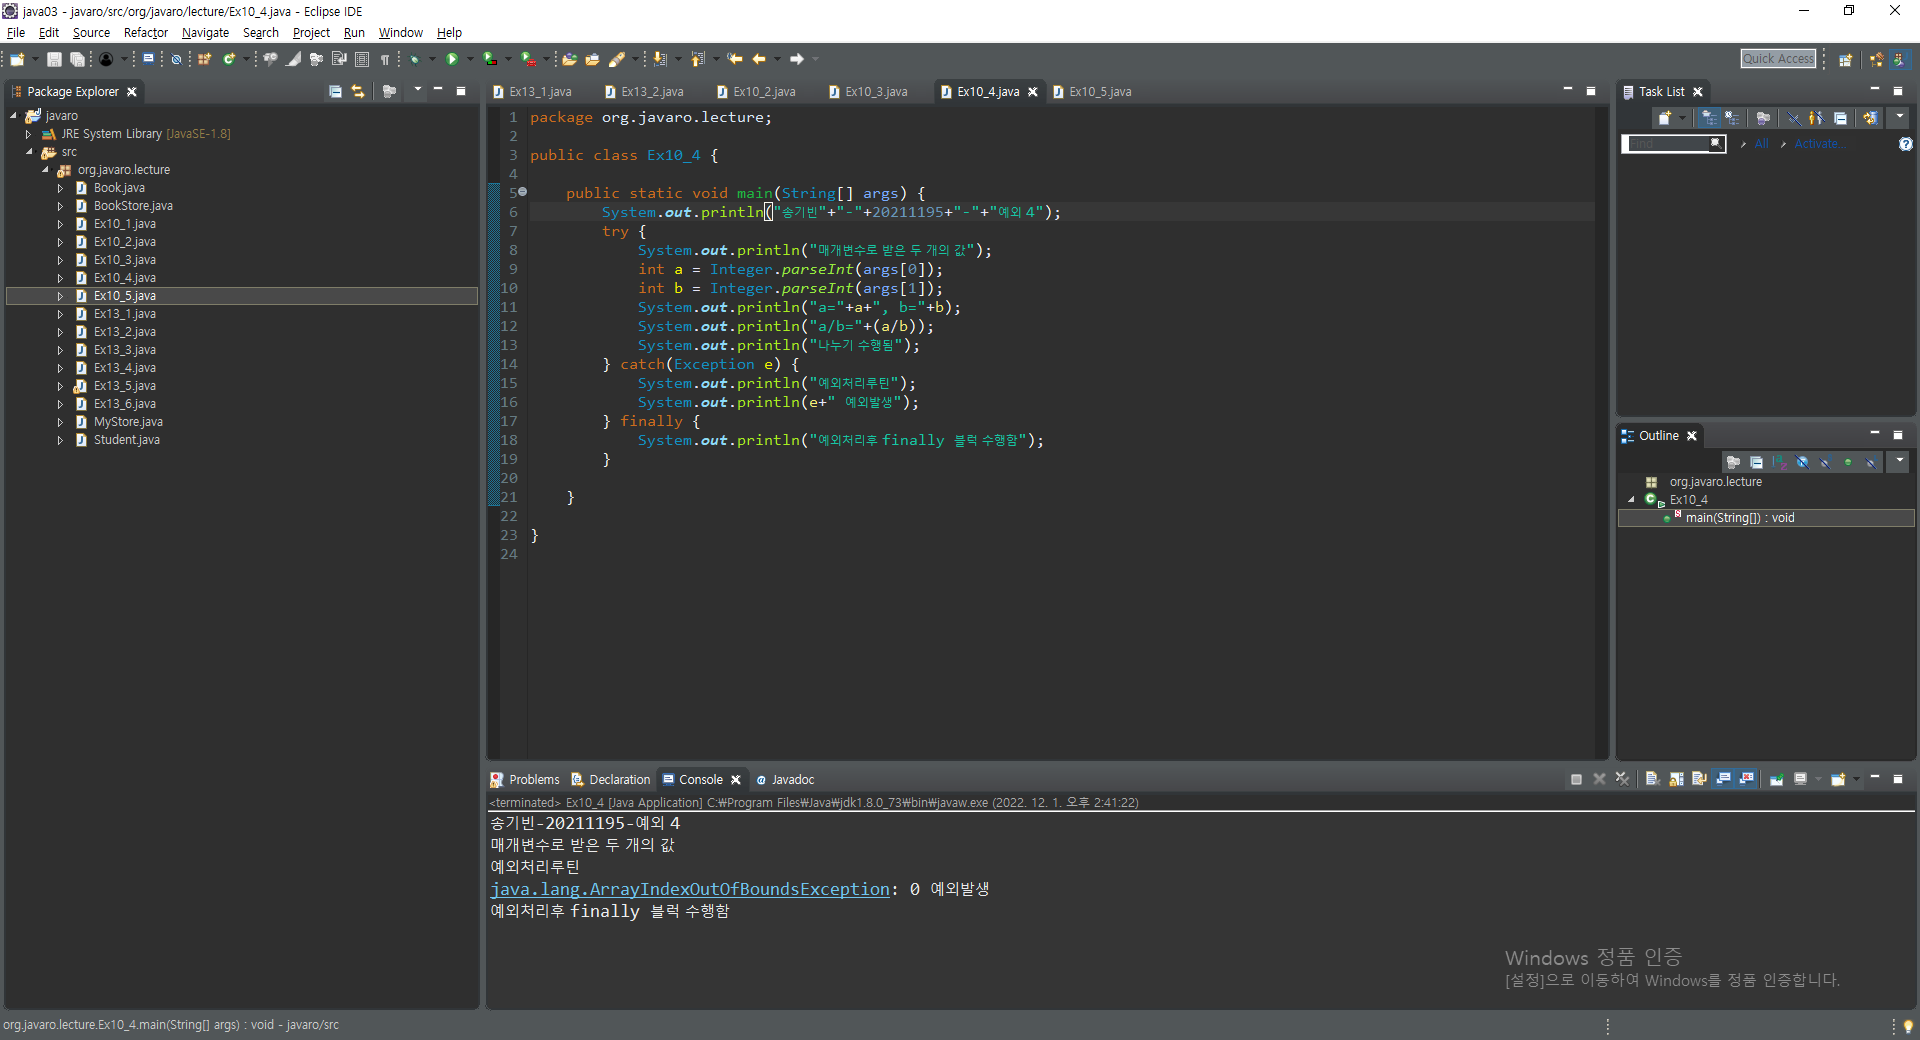 java03 - javaro/src/org/javaro/lecture/Ex10_4.java - Eclipse IDE
File Edit Source Refactor Navigate Search Project Run Window Help
Quick Access
Package Explorer
javaro
JRE System Library [JavaSE-1.8]
src
org.javaro.lecture
Book.java
BookStore.java
Ex10_1.java
Ex10_2.java
Ex10_3.java
Ex10_4.java
Ex10_5.java
Ex13_1.java
Ex13_2.java
Ex13_3.java
Ex13_4.java
Ex13_5.java
Ex13_6.java
MyStore.java
Student.java
Ex13_1.java Ex13_2.java Ex10_2.java Ex10_3.java Ex10_4.java Ex10_5.java
1 package org.javaro.lecture;
2
3 public class Ex10_4 {
4
5 public static void main(String[] args) {
6 System.out.println("송기빈"+"-"+20211195+"-"+"예외 4");
7 try {
8 System.out.println("매개변수로 받은 두 개의 값");
9 int a = Integer.parseInt(args[0]);
10 int b = Integer.parseInt(args[1]);
11 System.out.println("a="+a+", b="+b);
12 System.out.println("a/b="+(a/b));
13 System.out.println("나누기 수행됨");
14 } catch(Exception e) {
15 System.out.println("예외처리루틴");
16 System.out.println(e+" 예외발생");
17 } finally {
18 System.out.println("예외처리후 finally 블럭 수행함");
19 }
20
21 }
22
23 }
24
Task List
Find All Activate...
Outline
org.javaro.lecture
Ex10_4
main(String[]) : void
Problems Declaration Console Javadoc
<terminated> Ex10_4 [Java Application] C:₩Program Files₩Java₩jdk1.8.0_73₩bin₩javaw.exe (2022. 12. 1. 오후 2:41:22)
송기빈-20211195-예외 4
매개변수로 받은 두 개의 값
예외처리루틴
java.lang.ArrayIndexOutOfBoundsException: 0 예외발생
예외처리후 finally 블럭 수행함
Windows 정품 인증
[설정]으로 이동하여 Windows를 정품 인증합니다.
org.javaro.lecture.Ex10_4.main(String[] args) : void - javaro/src